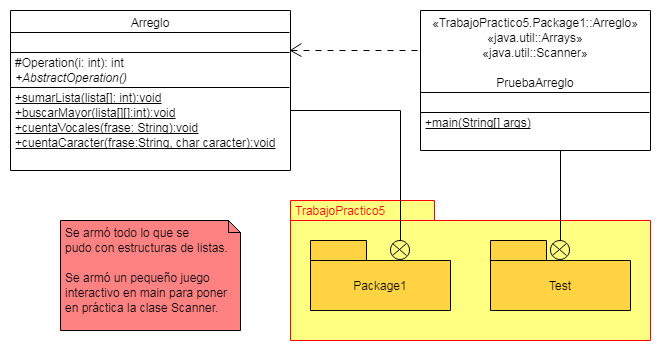 Arreglo
#Operation(i: int): int
+AbstractOperation()
+sumarLista(lista[]: int):void
+buscarMayor(lista[][]:int):void
+cuentaVocales(frase: String):void
+cuentaCaracter(frase:String, char caracter):void
<<TrabajoPractico5.Package1::Arreglo>>
<<java.util::Arrays>>
<<java.util::Scanner>>
PruebaArreglo
+main(String[] args)
TrabajoPractico5
Package1
Test
Se armó todo lo que se
pudo con estructuras de listas.
Se armó un pequeño juego
interactivo en main para poner
en práctica la clase Scanner.